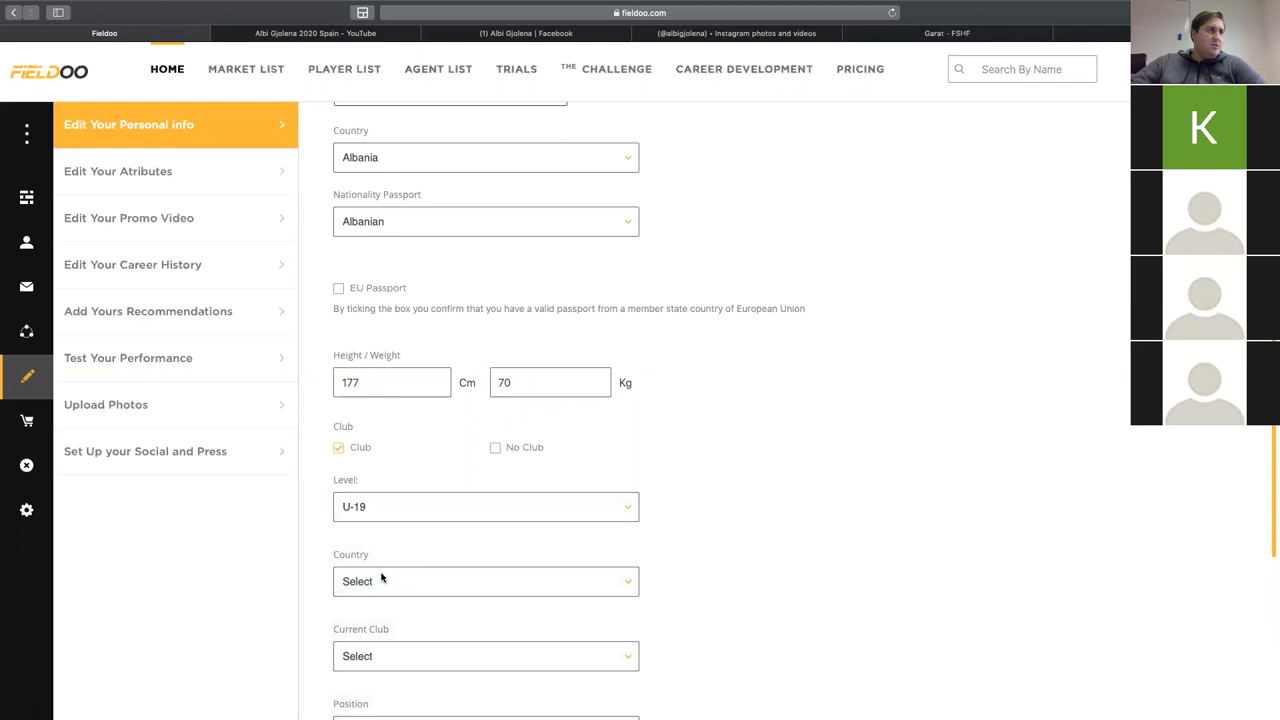 fieldoo.com
Fieldoo
Albi Gjolena 2020 Spain - YouTube
(1) Albi Gjolena | Facebook
(@albigjolena) • Instagram photos and videos
Garat - FSHF
FIELDOO
HOME
MARKET LIST
PLAYER LIST
AGENT LIST
TRIALS
THE CHALLENGE
CAREER DEVELOPMENT
PRICING
Search By Name
Edit Your Personal info
Edit Your Atributes
Edit Your Promo Video
Edit Your Career History
Add Yours Recommendations
Test Your Performance
Upload Photos
Set Up your Social and Press
Country
Albania
Nationality Passport
Albanian
EU Passport
By ticking the box you confirm that you have a valid passport from a member state country of European Union
Height / Weight
177 Cm 70 Kg
Club
Club No Club
Level:
U-19
Country
Select
Current Club
Select
Position
K